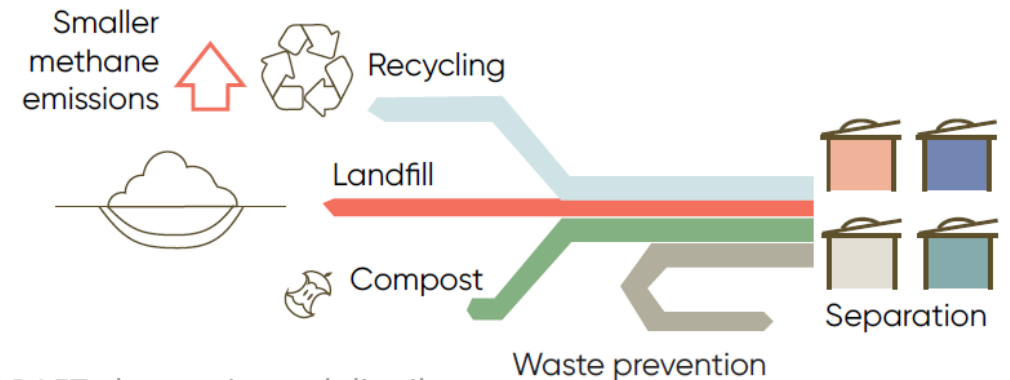 Smaller
methane
emissions
Recycling
Landfill
Compost
Separation
Waste prevention